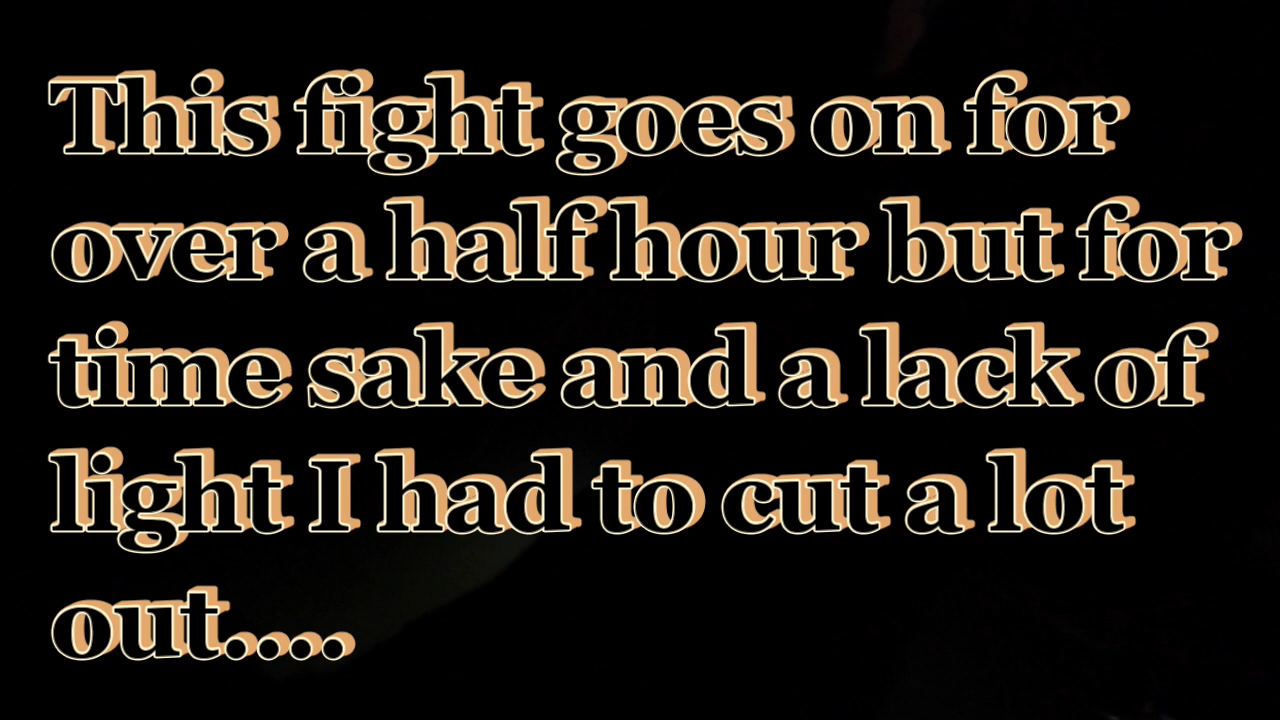 This fight goes on for
over a half hour but for
time sake and a lack of
light I had to cut a lot
out....